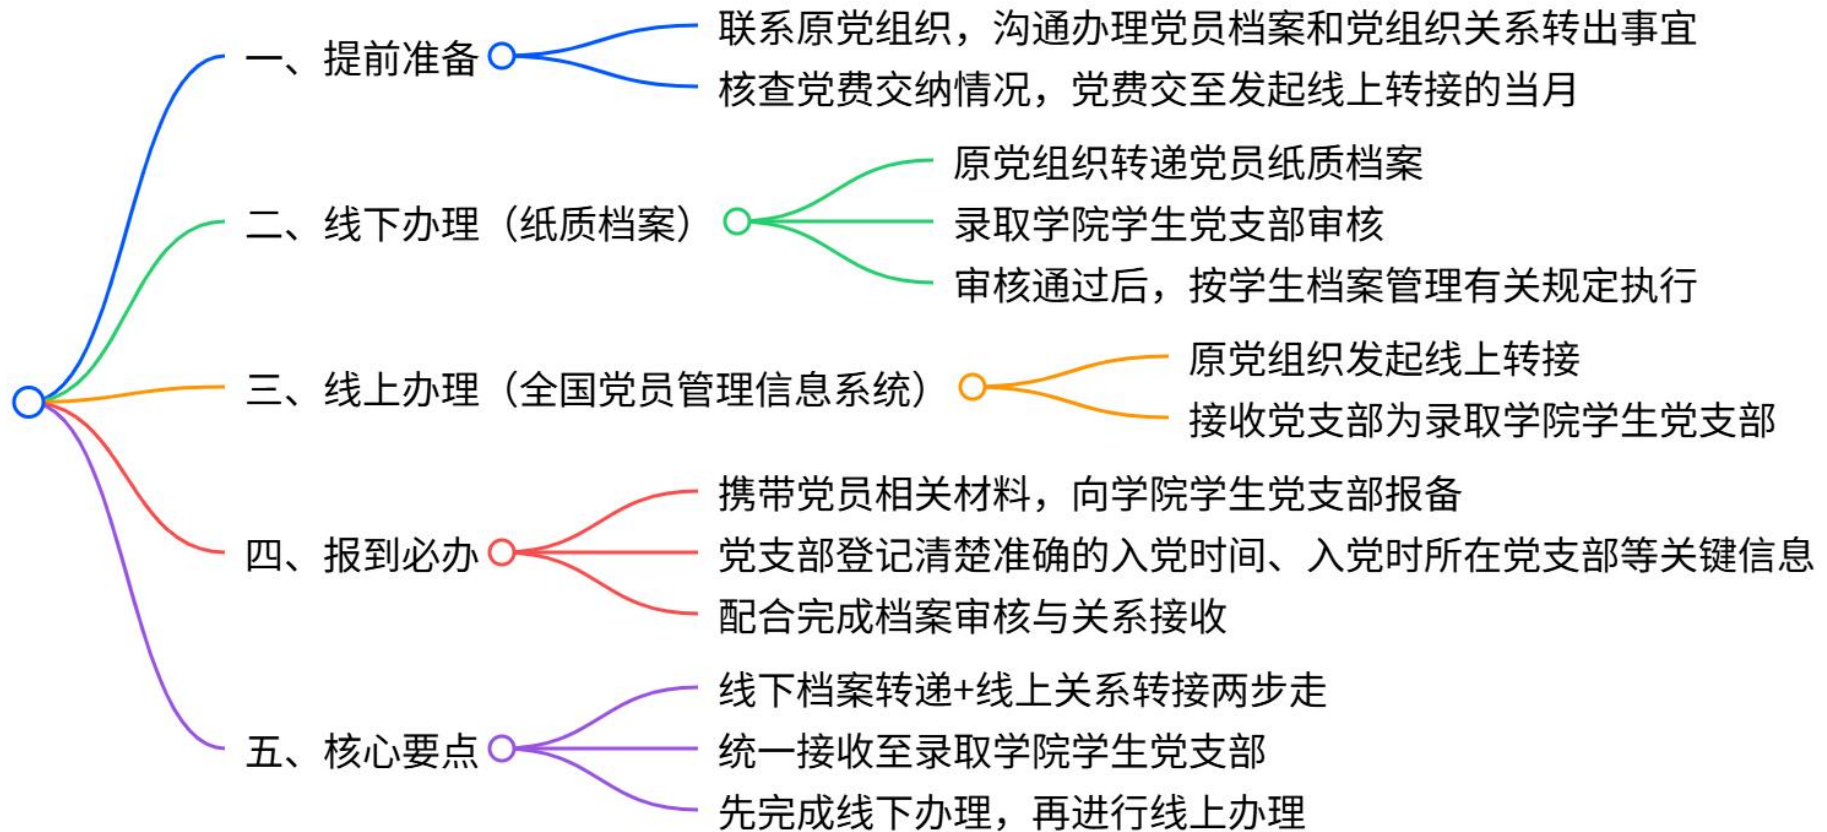 一、提前准备
联系原党组织，沟通办理党员档案和党组织关系转出事宜
核查党费交纳情况，党费交至发起线上转接的当月
二、线下办理（纸质档案）
原党组织转递党员纸质档案
录取学院学生党支部审核
审核通过后，按学生档案管理有关规定执行
三、线上办理（全国党员管理信息系统）
原党组织发起线上转接
接收党支部为录取学院学生党支部
四、报到必办
携带党员相关材料，向学院学生党支部报备
党支部登记清楚准确的入党时间、入党时所在党支部等关键信息
配合完成档案审核与关系接收
五、核心要点
线下档案转递+线上关系转接两步走
统一接收至录取学院学生党支部
先完成线下办理，再进行线上办理